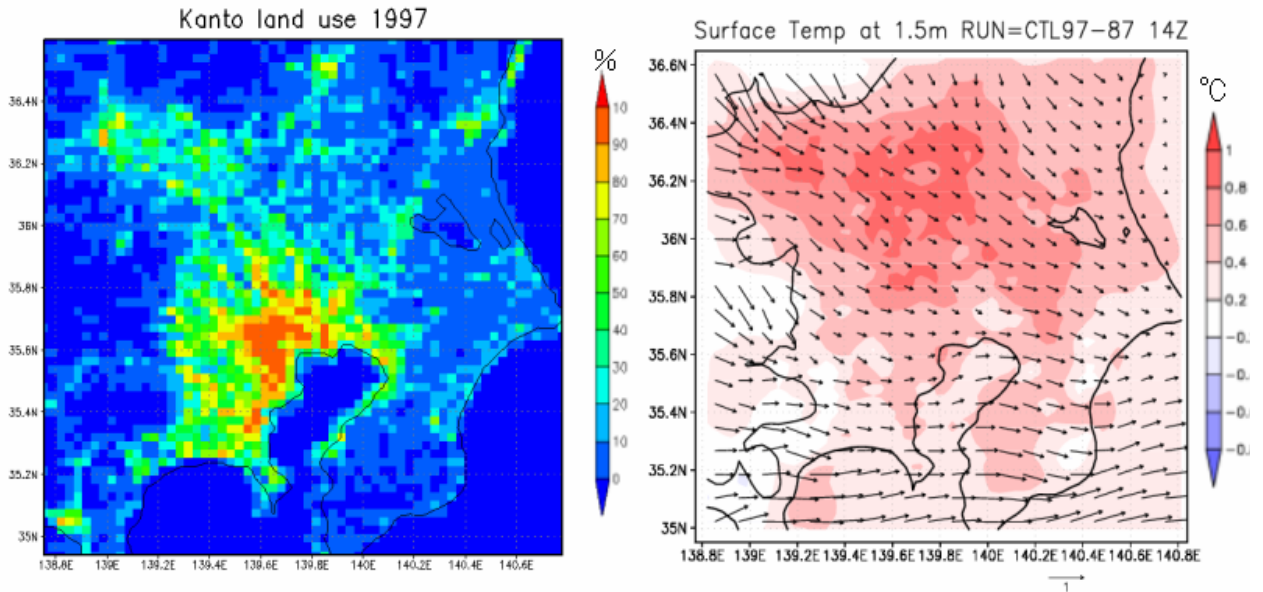 Kanto land use 1997
%
36.4N
36.2N
36N
35.8N
35.6N
35.4N
35.2N
35N
138.8E 139E 139.2E 139.4E 139.6E 139.8E 140E 140.2E 140.4E 140.6E
10
90
80
70
60
50
40
30
20
10
0
Surface Temp at 1.5m RUN=CTL97-87 14Z
°C
36.6N
36.4N
36.2N
36N
35.8N
35.6N
35.4N
35.2N
35N
138.8E 139E 139.2E 139.4E 139.6E 139.8E 140E 140.2E 140.4E 140.6E 140.8E
1
1
0.8
0.6
0.4
0.2
-0.
-0.
-0.
-0.